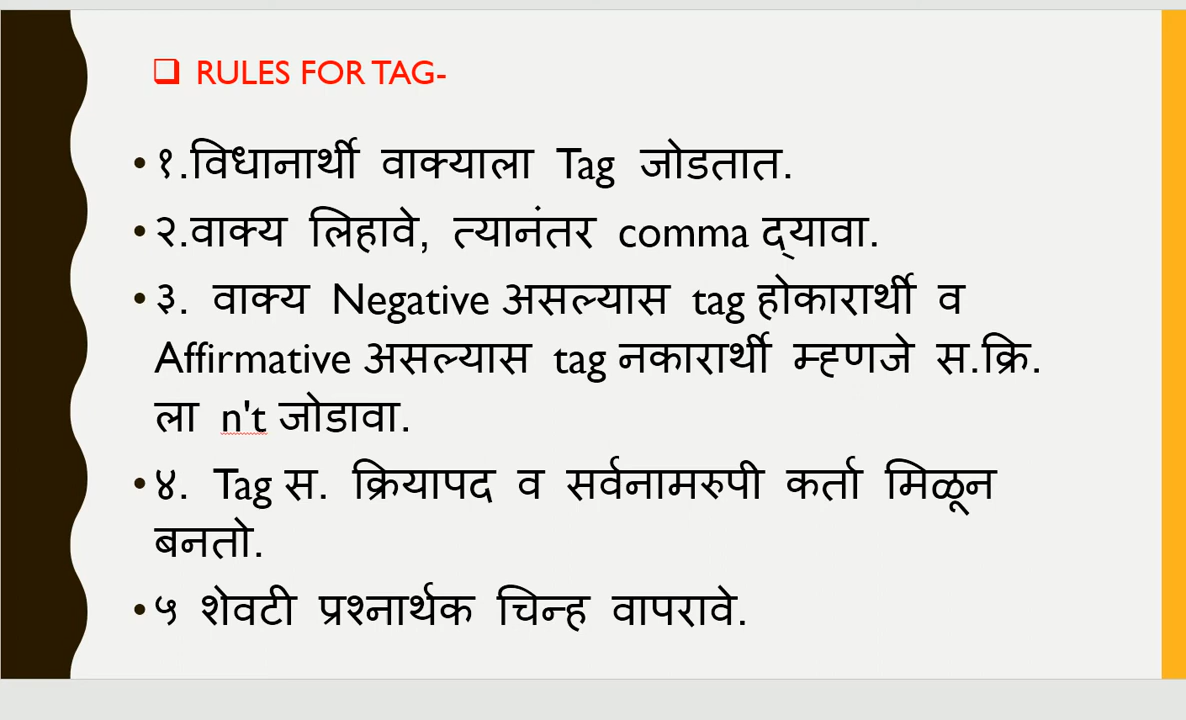 ❑ RULES FOR TAG-
• १.विधानार्थी वाक्याला Tag जोडतात.
• २.वाक्य लिहावे, त्यानंतर comma द्‌यावा.
• ३. वाक्य Negative असल्यास tag होकारार्थी व
Affirmative असल्यास tag नकारार्थी म्ह्णजे स.क्रि.
ला n't जोडावा.
• ४. Tag स. क्रियापद व सर्वनामरुपी कर्ता मिळून
बनतो.
• ५ शेवटी प्रश्नार्थक चिन्ह वापरावे.